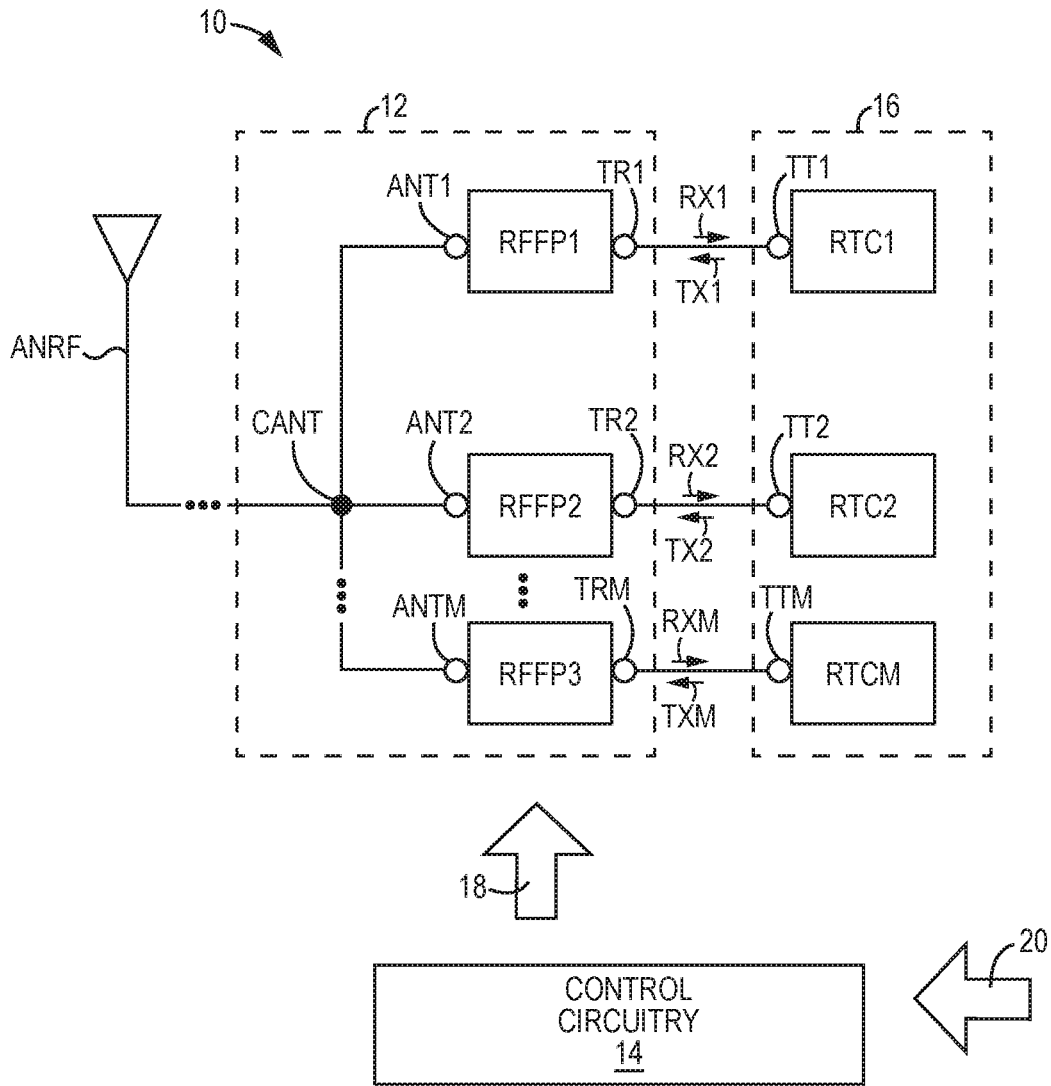 10
12
16
ANT1
TR1
RX1
TT1
RFFP1
RTC1
TX1
ANRF
CANT
ANT2
TR2
RX2
TT2
RFFP2
RTC2
TX2
ANTM
TRM
RXM
TTM
RFFP3
RTCM
TXM
18
20
CONTROL
CIRCUITRY
14